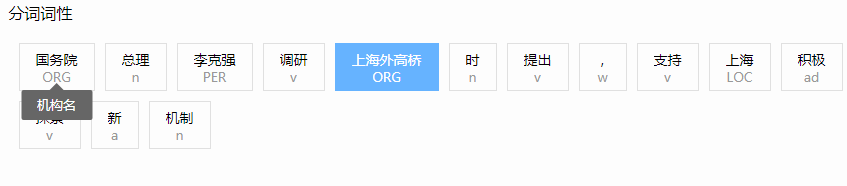 分词词性
国务院 总理 李克强 调研 上海外高桥 时 提出 , 支持 上海 积极
ORG n PER v ORG n v w v LOC ad
机构名
新 机制
v a n